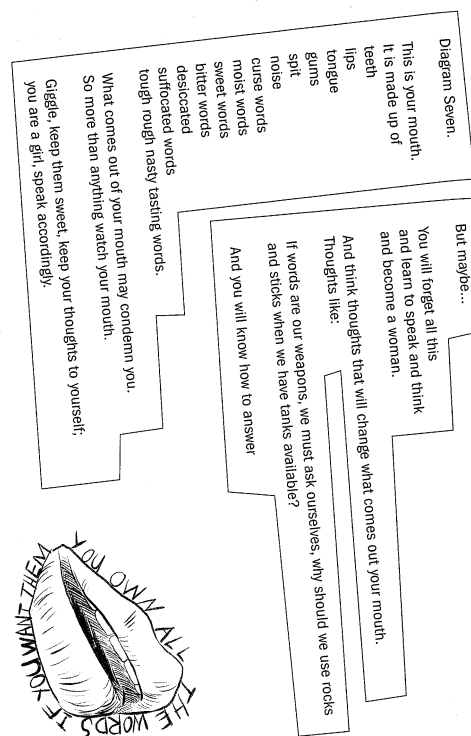 Diagram Seven.
This is your mouth.
It is made up of
teeth
lips
tongue
gums
spit
noise
curse words
moist words
sweet words
bitter words
desiccated
suffocated words
tough rough nasty tasting words.
What comes out of your mouth may condemn you.
So more than anything watch your mouth.
Giggle, keep them sweet, keep your thoughts to yourself;
you are a girl, speak accordingly.
But maybe...
You will forget all this
and learn to speak and think
and become a woman.
And think thoughts that will change what comes out your mouth.
Thoughts like:
If words are our weapons, we must ask ourselves, why should we use rocks
and sticks when we have tanks available?
And you will know how to answer
YOU OWN ALL THE WORDS IF YOU WANT THEM